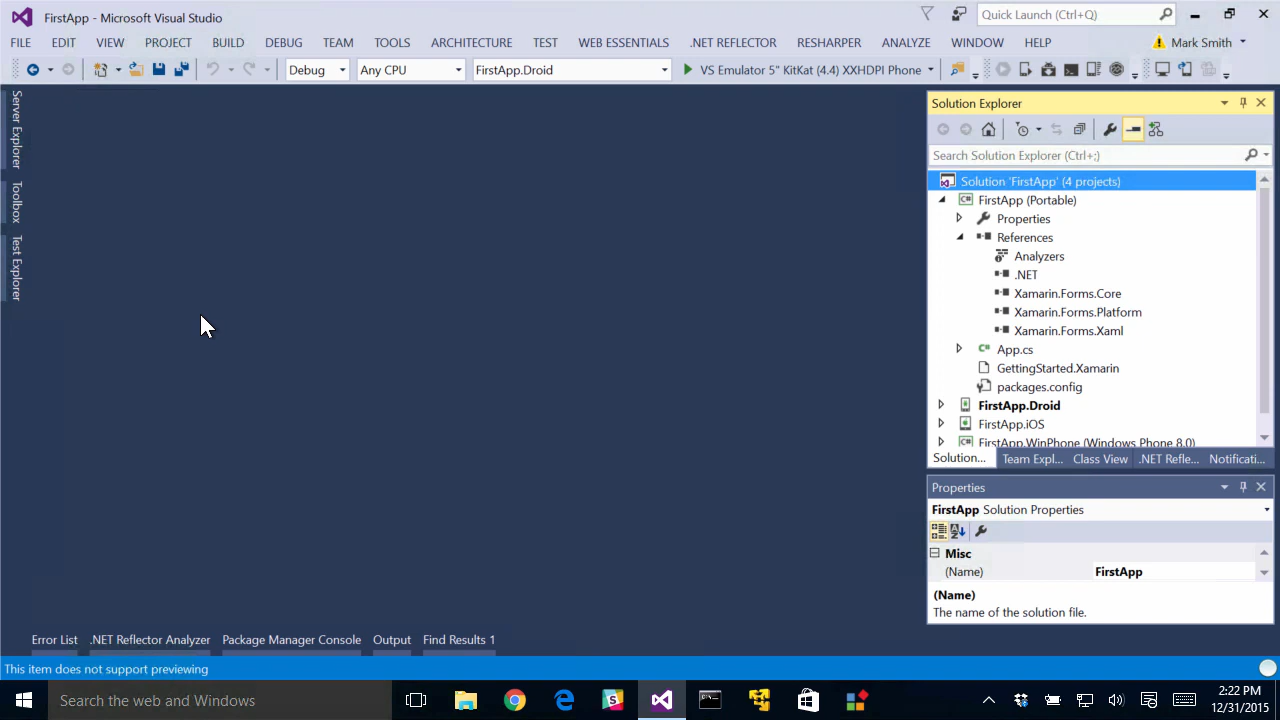 FirstApp - Microsoft Visual Studio
Quick Launch (Ctrl+Q)
FILE EDIT VIEW PROJECT BUILD DEBUG TEAM TOOLS ARCHITECTURE TEST WEB ESSENTIALS .NET REFLECTOR RESHARPER ANALYZE WINDOW HELP Mark Smith
Debug Any CPU FirstApp.Droid VS Emulator 5" KitKat (4.4) XXHDPI Phone
Server Explorer
Toolbox
Test Explorer
Solution Explorer
Search Solution Explorer (Ctrl+;)
Solution 'FirstApp' (4 projects)
FirstApp (Portable)
Properties
References
Analyzers
.NET
Xamarin.Forms.Core
Xamarin.Forms.Platform
Xamarin.Forms.Xaml
App.cs
GettingStarted.Xamarin
packages.config
FirstApp.Droid
FirstApp.iOS
FirstApp.WinPhone (Windows Phone 8.0)
Solution... Team Expl... Class View .NET Refle... Notificati...
Properties
FirstApp Solution Properties
Misc
(Name) FirstApp
(Name)
The name of the solution file.
Error List .NET Reflector Analyzer Package Manager Console Output Find Results 1
This item does not support previewing
Search the web and Windows
2:22 PM
12/31/2015